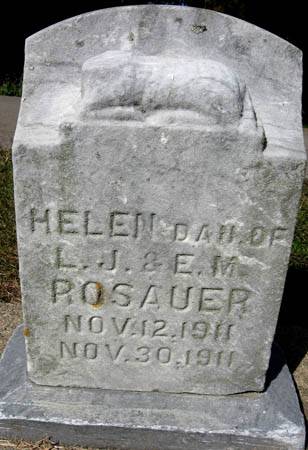 HELEN DAU. OF
L. J. & E. M.
ROSAUER
NOV. 12, 1911
NOV. 30, 1911